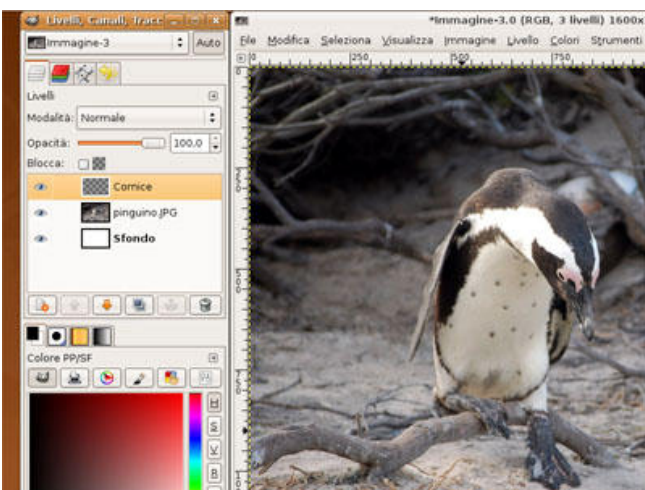 Livelli, Canali, Tracc
Immagine-3
Auto
Livelli
Modalità: Normale
Opacità: 100,0
Blocca:
Cornice
pinguino.JPG
Sfondo
Colore PP/SF
H
S
V
B
*Immagine-3.0 (RGB, 3 livelli) 1600x
File Modifica Seleziona Visualizza Immagine Livello Colori Strumenti
0 250 500 750